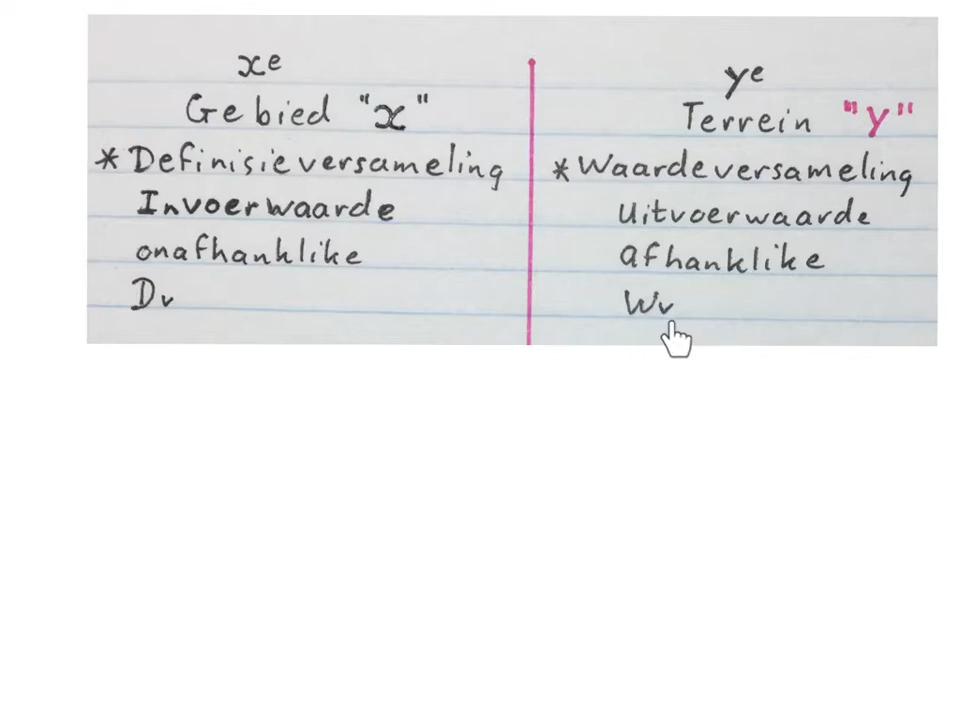 xe
Gebied "x"
*Definisieversameling
Invoerwaarde
onafhanklike
Dv
ye
Terrein "y"
*Waardeversameling
Uitvoerwaarde
afhanklike
Wv